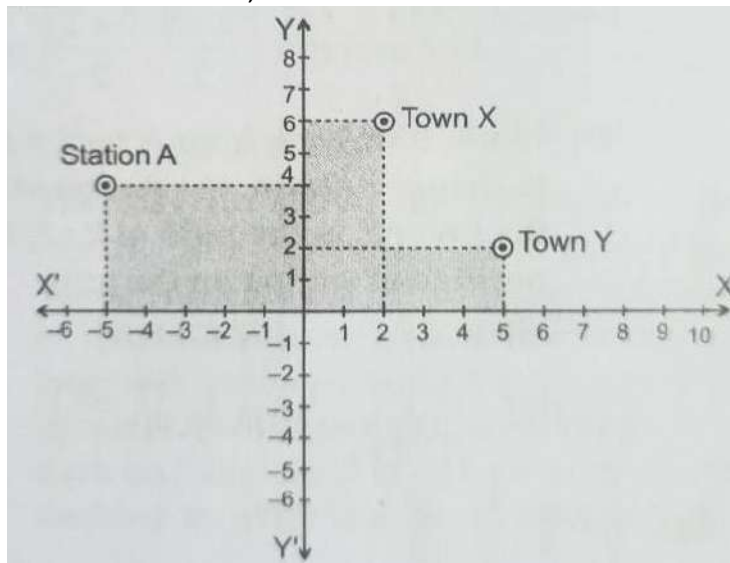 Y
8
7
6 Town X
5
Station A
4
3
2 Town Y
1
X' X
–6 –5 –4 –3 –2 –1 1 2 3 4 5 6 7 8 9 10
–1
–2
–3
–4
–5
–6
Y'